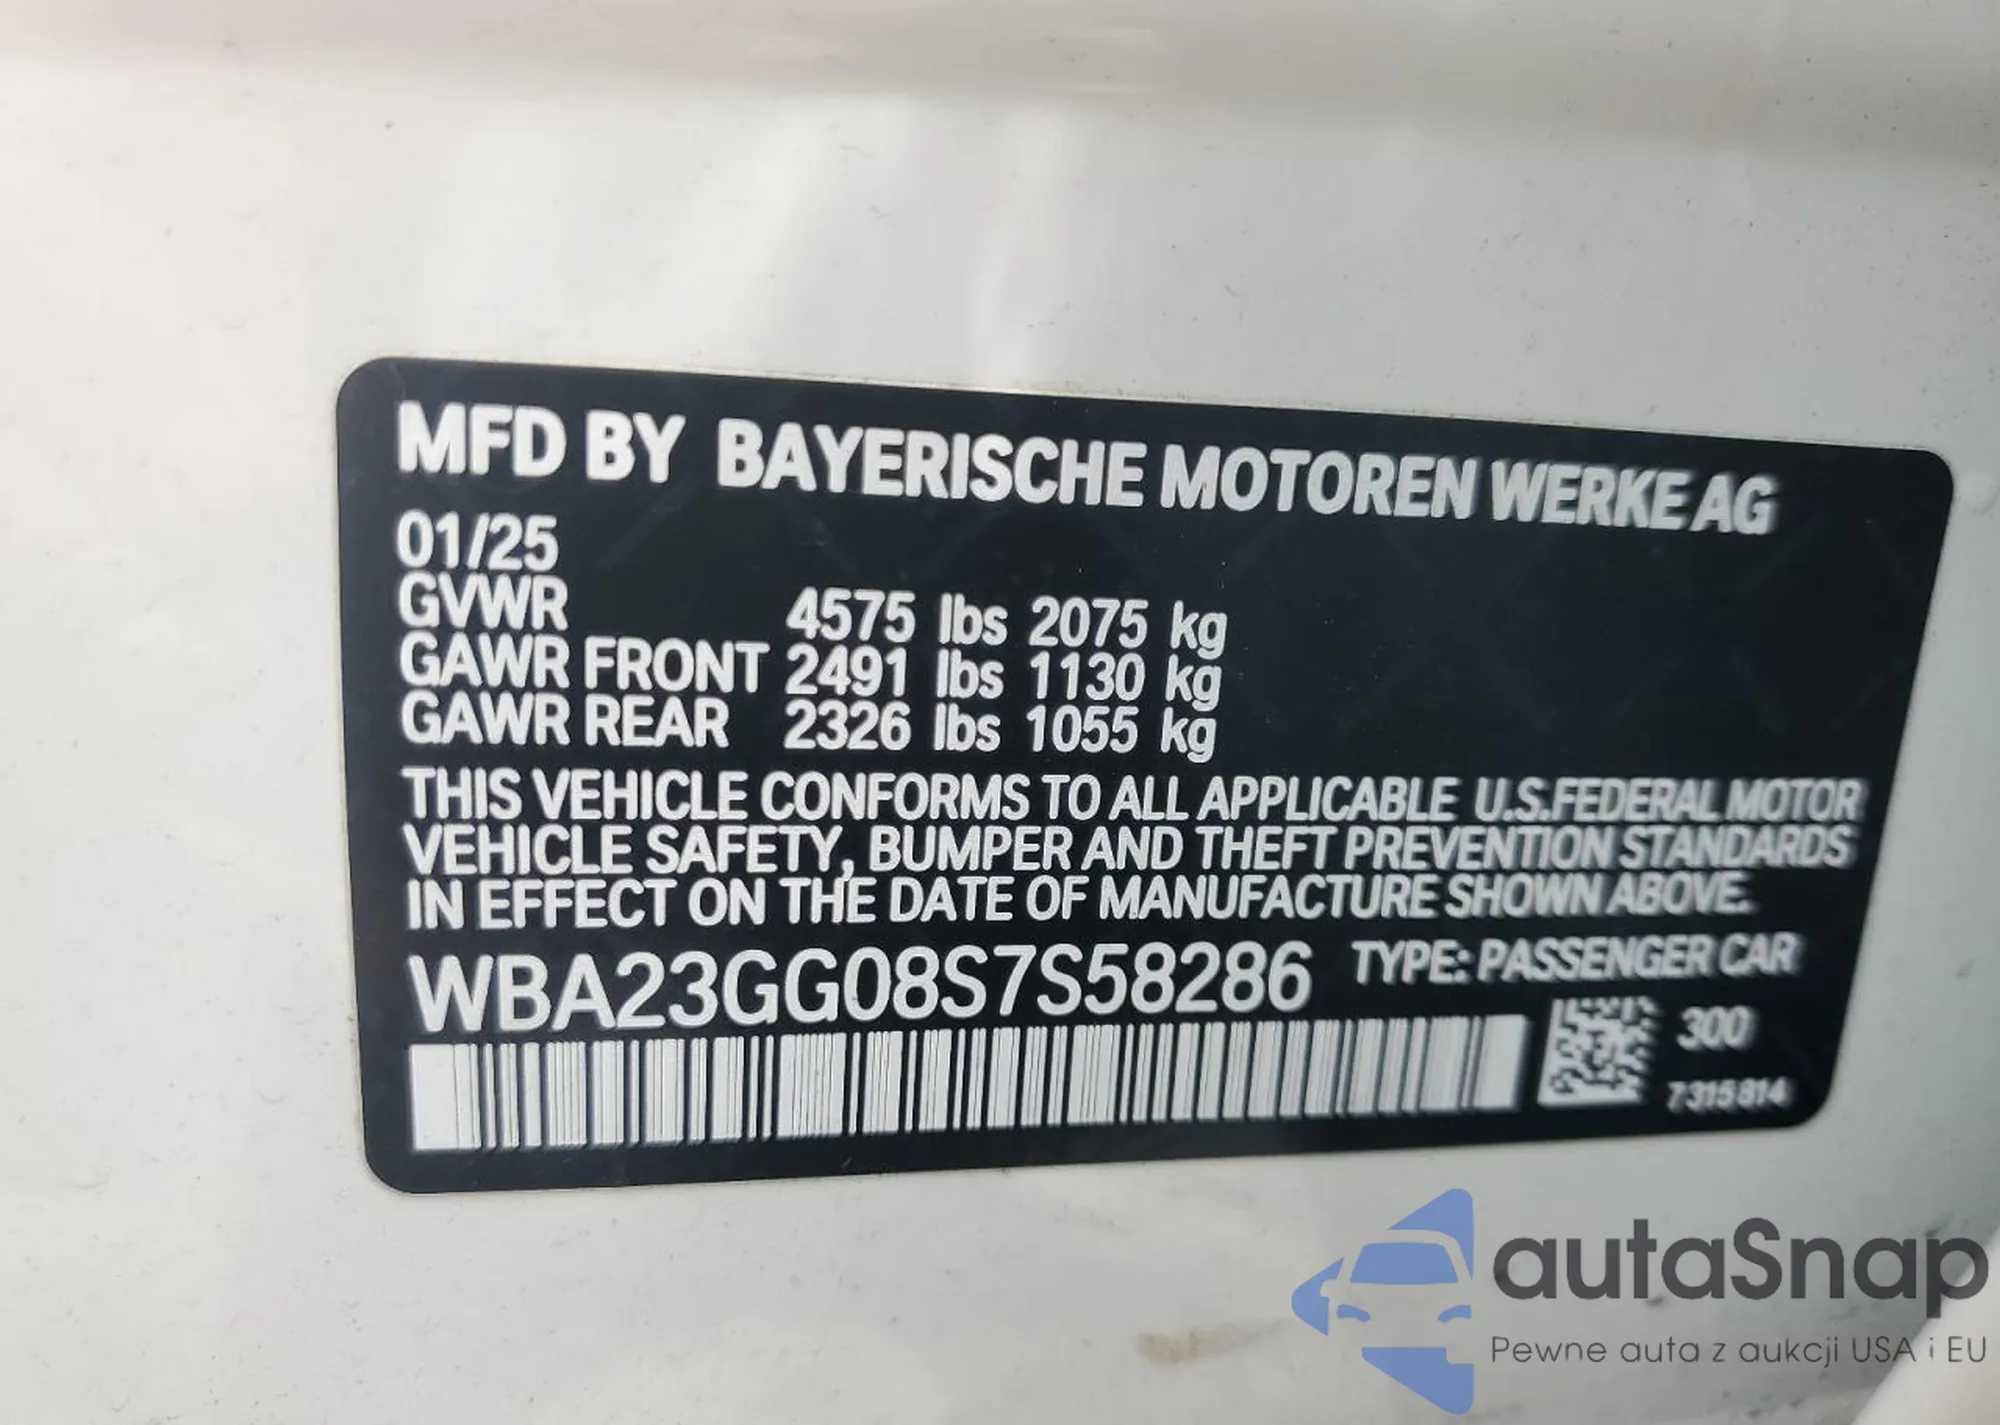 MFD BY BAYERISCHE MOTOREN WERKE AG
01/25
GVWR 4575 lbs 2075 kg
GAWR FRONT 2491 lbs 1130 kg
GAWR REAR 2326 lbs 1055 kg
THIS VEHICLE CONFORMS TO ALL APPLICABLE U.S.FEDERAL MOTOR
VEHICLE SAFETY, BUMPER AND THEFT PREVENTION STANDARDS
IN EFFECT ON THE DATE OF MANUFACTURE SHOWN ABOVE.
WBA23GG08S7S58286 TYPE: PASSENGER CAR
300
7315814
autaSnap
Pewne auta z aukcji USA i EU